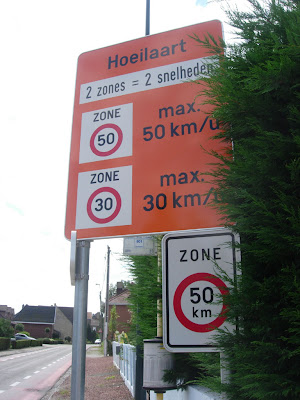 Hoeilaart
2 zones = 2 snelheden
ZONE
50
max.
50 km/u
ZONE
30
max.
30 km/u
ZONE
50
km